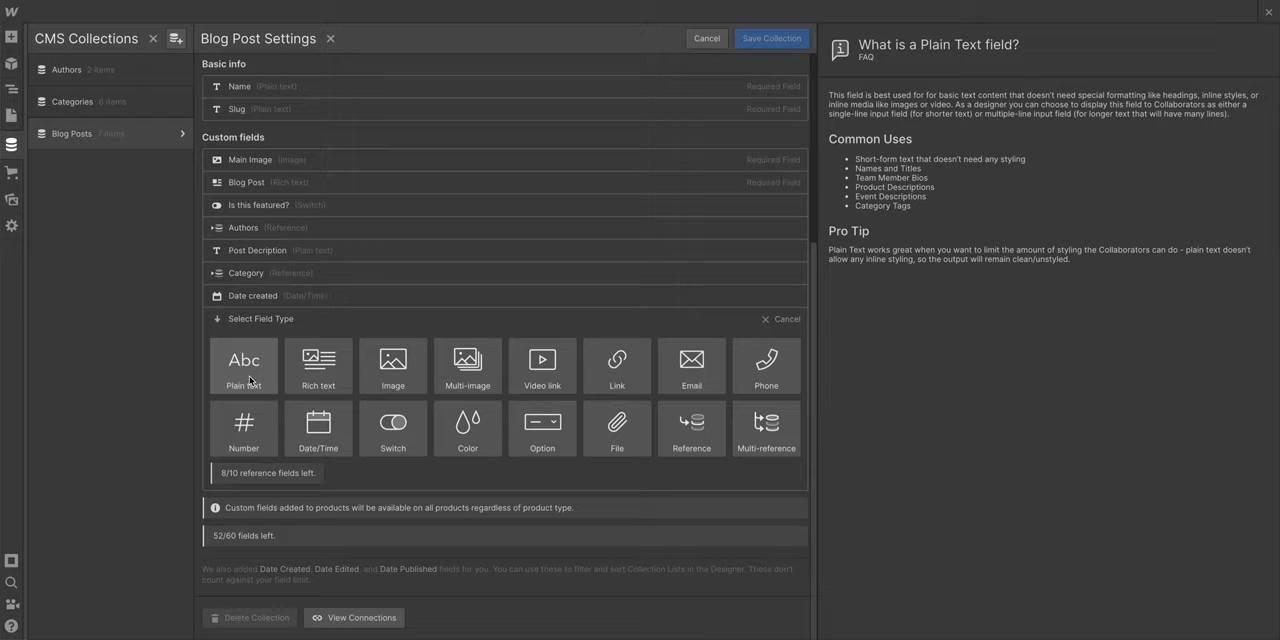 CMS Collections
Authors 2 items
Categories 6 items
Blog Posts 7 items
Blog Post Settings
Cancel
Save Collection
Basic info
Name (Plain text) Required Field
Slug (Plain text) Required Field
Custom fields
Main Image (Image) Required Field
Blog Post (Rich text) Required Field
Is this featured? (Switch)
Authors (Reference)
Post Decription (Plain text)
Category (Reference)
Date created (Date/Time)
Select Field Type
Cancel
Abc
Plain text
Rich text
Image
Multi-image
Video link
Link
Email
Phone
Number
Date/Time
Switch
Color
Option
File
Reference
Multi-reference
8/10 reference fields left.
Custom fields added to products will be available on all products regardless of product type.
52/60 fields left.
We also added Date Created, Date Edited, and Date Published fields for you. You can use these to filter and sort Collection Lists in the Designer. These don't
count against your field limit.
Delete Collection
View Connections
What is a Plain Text field?
FAQ
This field is best used for for basic text content that doesn't need special formatting like headings, inline styles, or
inline media like images or video. As a designer you can choose to display this field to Collaborators as either a
single-line input field (for shorter text) or multiple-line input field (for longer text that will have many lines).
Common Uses
Short-form text that doesn't need any styling
Names and Titles
Team Member Bios
Product Descriptions
Event Descriptions
Category Tags
Pro Tip
Plain Text works great when you want to limit the amount of styling the Collaborators can do - plain text doesn't
allow any inline styling, so the output will remain clean/unstyled.